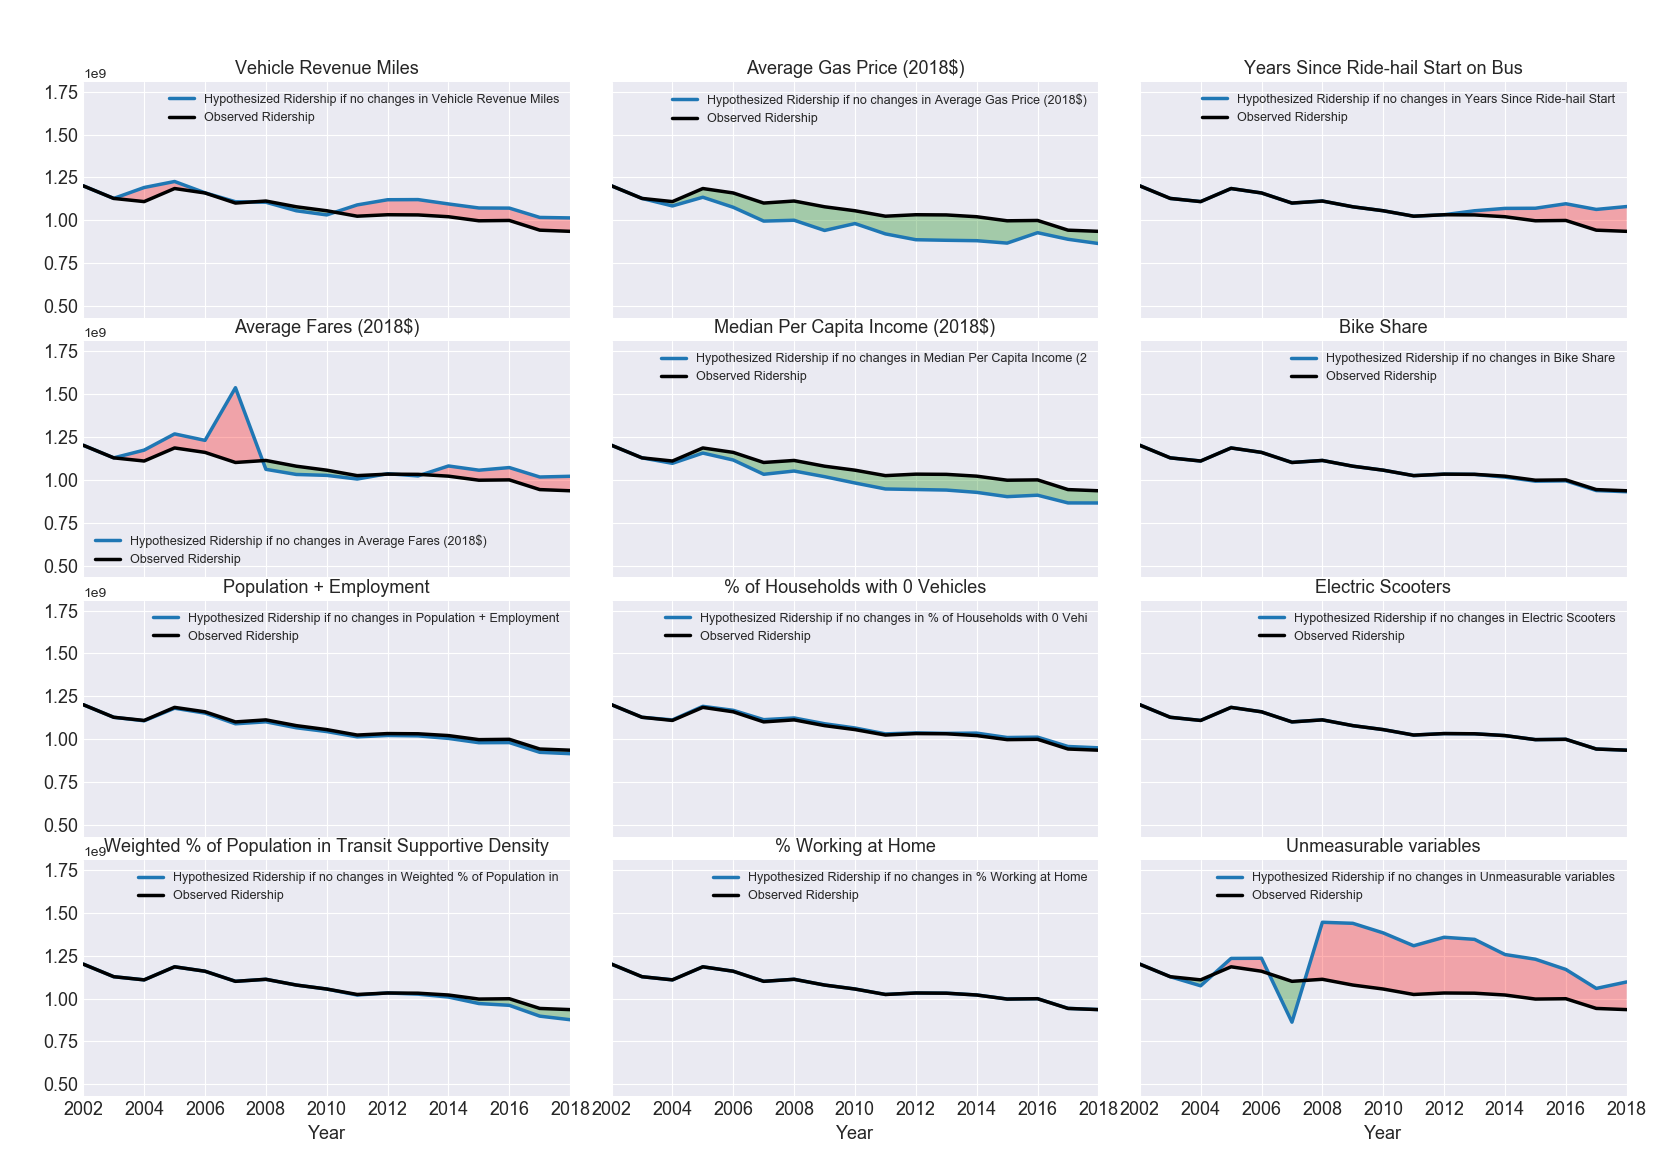 Vehicle Revenue Miles
1e9
1.75
1.50
1.25
1.00
0.75
0.50
Hypothesized Ridership if no changes in Vehicle Revenue Miles
Observed Ridership
Average Gas Price (2018$)
Hypothesized Ridership if no changes in Average Gas Price (2018$)
Observed Ridership
Years Since Ride-hail Start on Bus
Hypothesized Ridership if no changes in Years Since Ride-hail Start
Observed Ridership
Average Fares (2018$)
1e9
1.75
1.50
1.25
1.00
0.75
0.50
Hypothesized Ridership if no changes in Average Fares (2018$)
Observed Ridership
Median Per Capita Income (2018$)
Hypothesized Ridership if no changes in Median Per Capita Income (2
Observed Ridership
Bike Share
Hypothesized Ridership if no changes in Bike Share
Observed Ridership
Population + Employment
1e9
1.75
1.50
1.25
1.00
0.75
0.50
Hypothesized Ridership if no changes in Population + Employment
Observed Ridership
% of Households with 0 Vehicles
Hypothesized Ridership if no changes in % of Households with 0 Vehi
Observed Ridership
Electric Scooters
Hypothesized Ridership if no changes in Electric Scooters
Observed Ridership
Weighted % of Population in Transit Supportive Density
1e9
1.75
1.50
1.25
1.00
0.75
0.50
Hypothesized Ridership if no changes in Weighted % of Population in
Observed Ridership
2002 2004 2006 2008 2010 2012 2014 2016 2018
Year
% Working at Home
Hypothesized Ridership if no changes in % Working at Home
Observed Ridership
2002 2004 2006 2008 2010 2012 2014 2016 2018
Year
Unmeasurable variables
Hypothesized Ridership if no changes in Unmeasurable variables
Observed Ridership
2002 2004 2006 2008 2010 2012 2014 2016 2018
Year